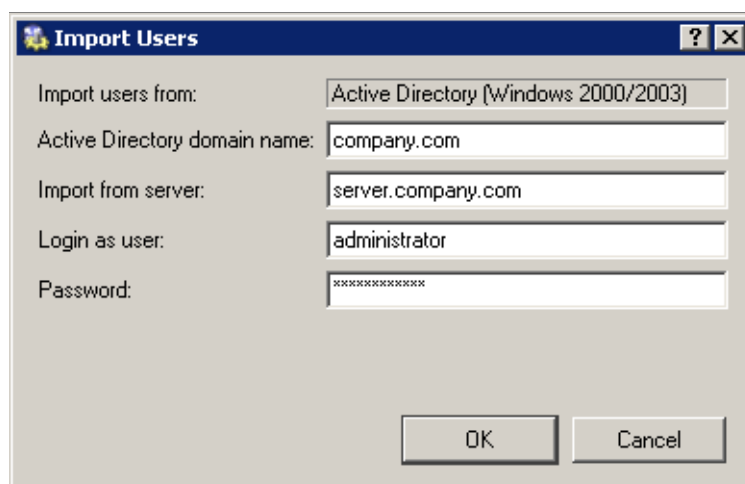 Import Users
Import users from: Active Directory (Windows 2000/2003)
Active Directory domain name: company.com
Import from server: server.company.com
Login as user: administrator
Password: ************
OK Cancel